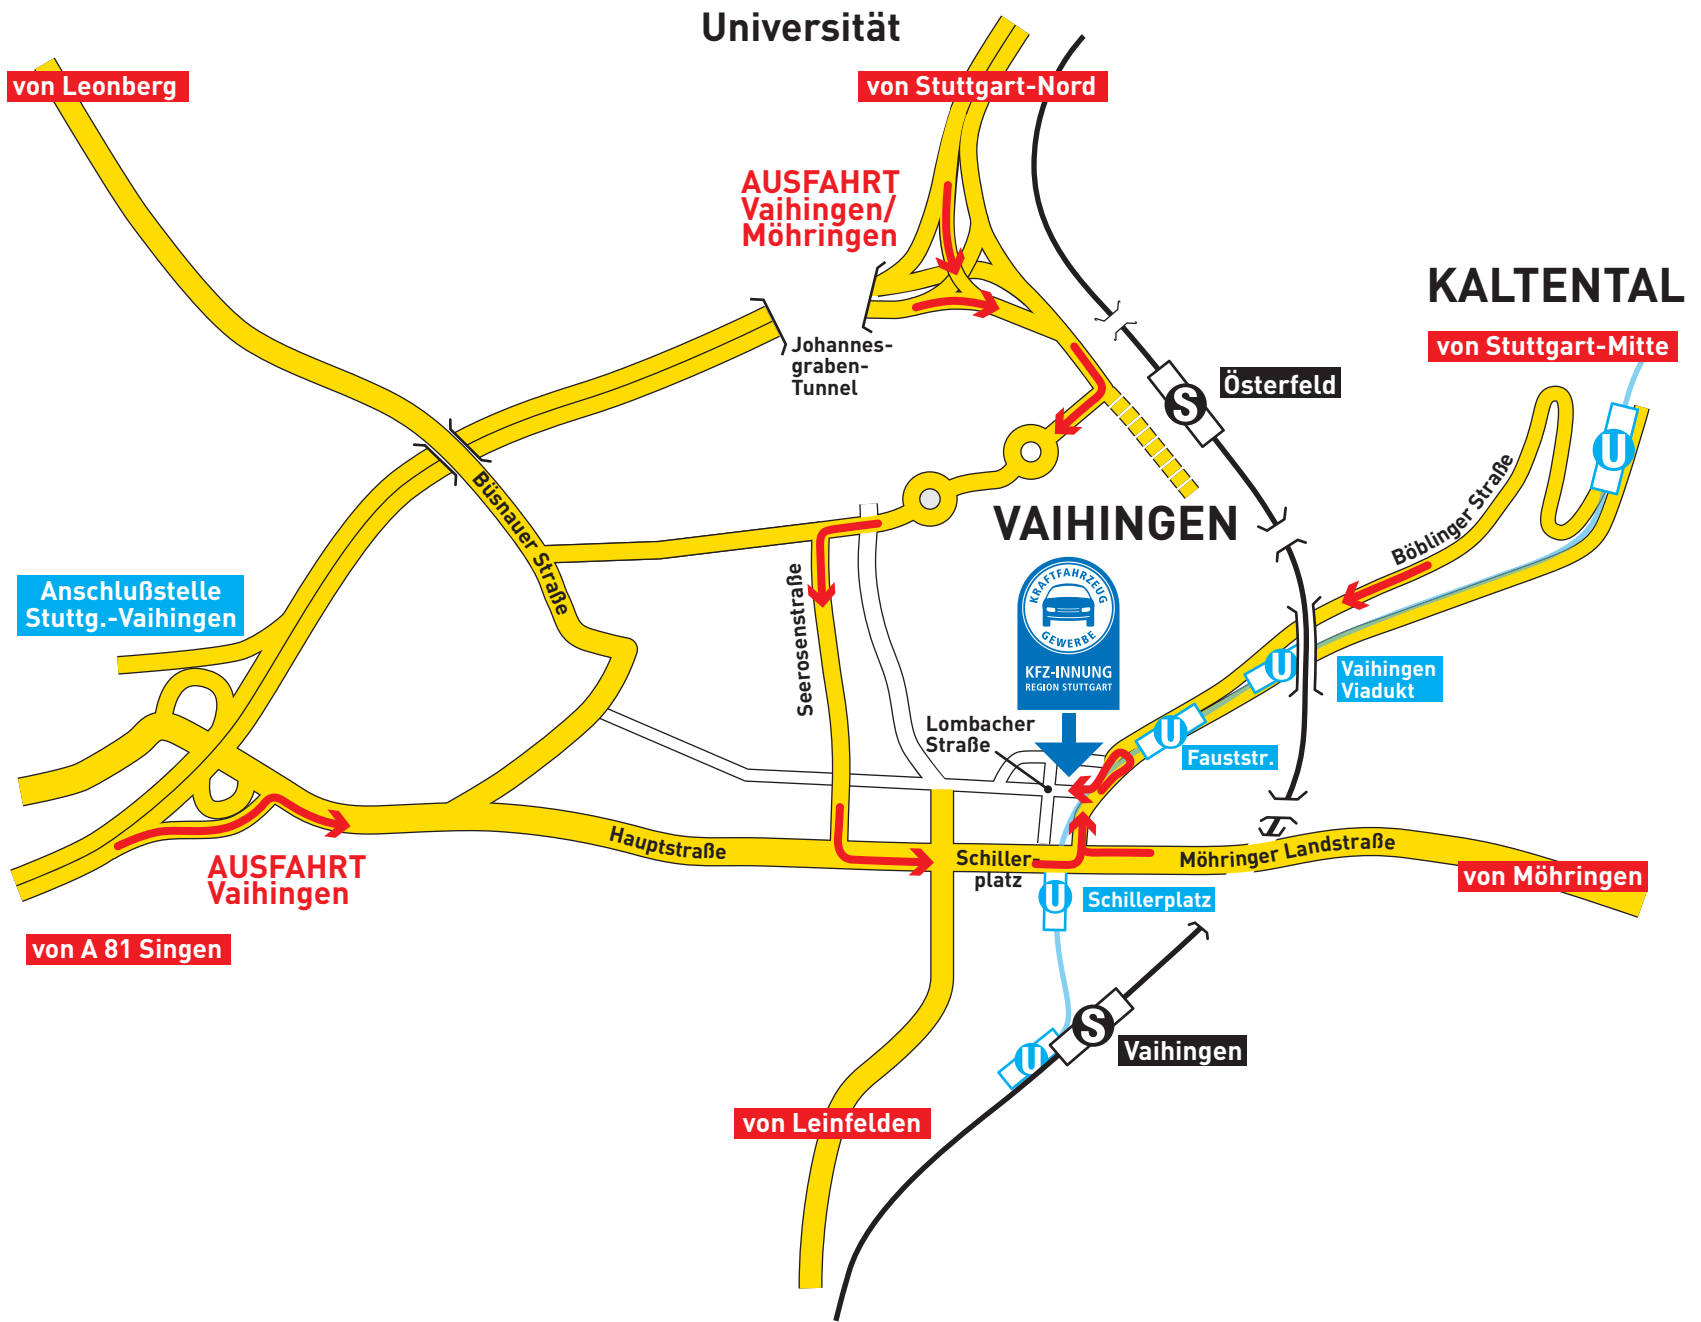 Universität
von Leonberg
von Stuttgart-Nord
AUSFAHRT
Vaihingen/
Möhringen
KALTENTAL
von Stuttgart-Mitte
Johannes-
graben-
Tunnel
S
Österfeld
U
Büsnauer Straße
VAIHINGEN
Böblinger Straße
Anschlußstelle
Stuttg.-Vaihingen
Seerosenstraße
KRAFTFAHRZEUG
GEWERBE
KFZ-INNUNG
REGION STUTTGART
U
Vaihingen
Viadukt
Lombacher
Straße
U
Fauststr.
Hauptstraße
Schiller-
platz
Möhringer Landstraße
AUSFAHRT
Vaihingen
von Möhringen
U
Schillerplatz
von A 81 Singen
S
U
Vaihingen
von Leinfelden